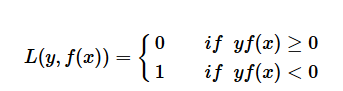 L(y, f(x)) = { 0 if yf(x) ≥ 0
1 if yf(x) < 0